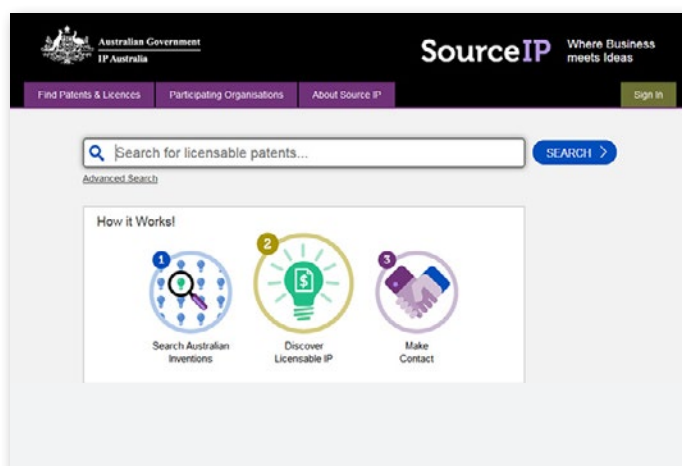 Australian Government
IP Australia
SourceIP
Where Business
meets Ideas
Find Patents & Licences
Participating Organisations
About Source IP
Sign In
Search for licensable patents...
SEARCH
Advanced Search
How it Works!
1
2
3
Search Australian
Inventions
Discover
Licensable IP
Make
Contact